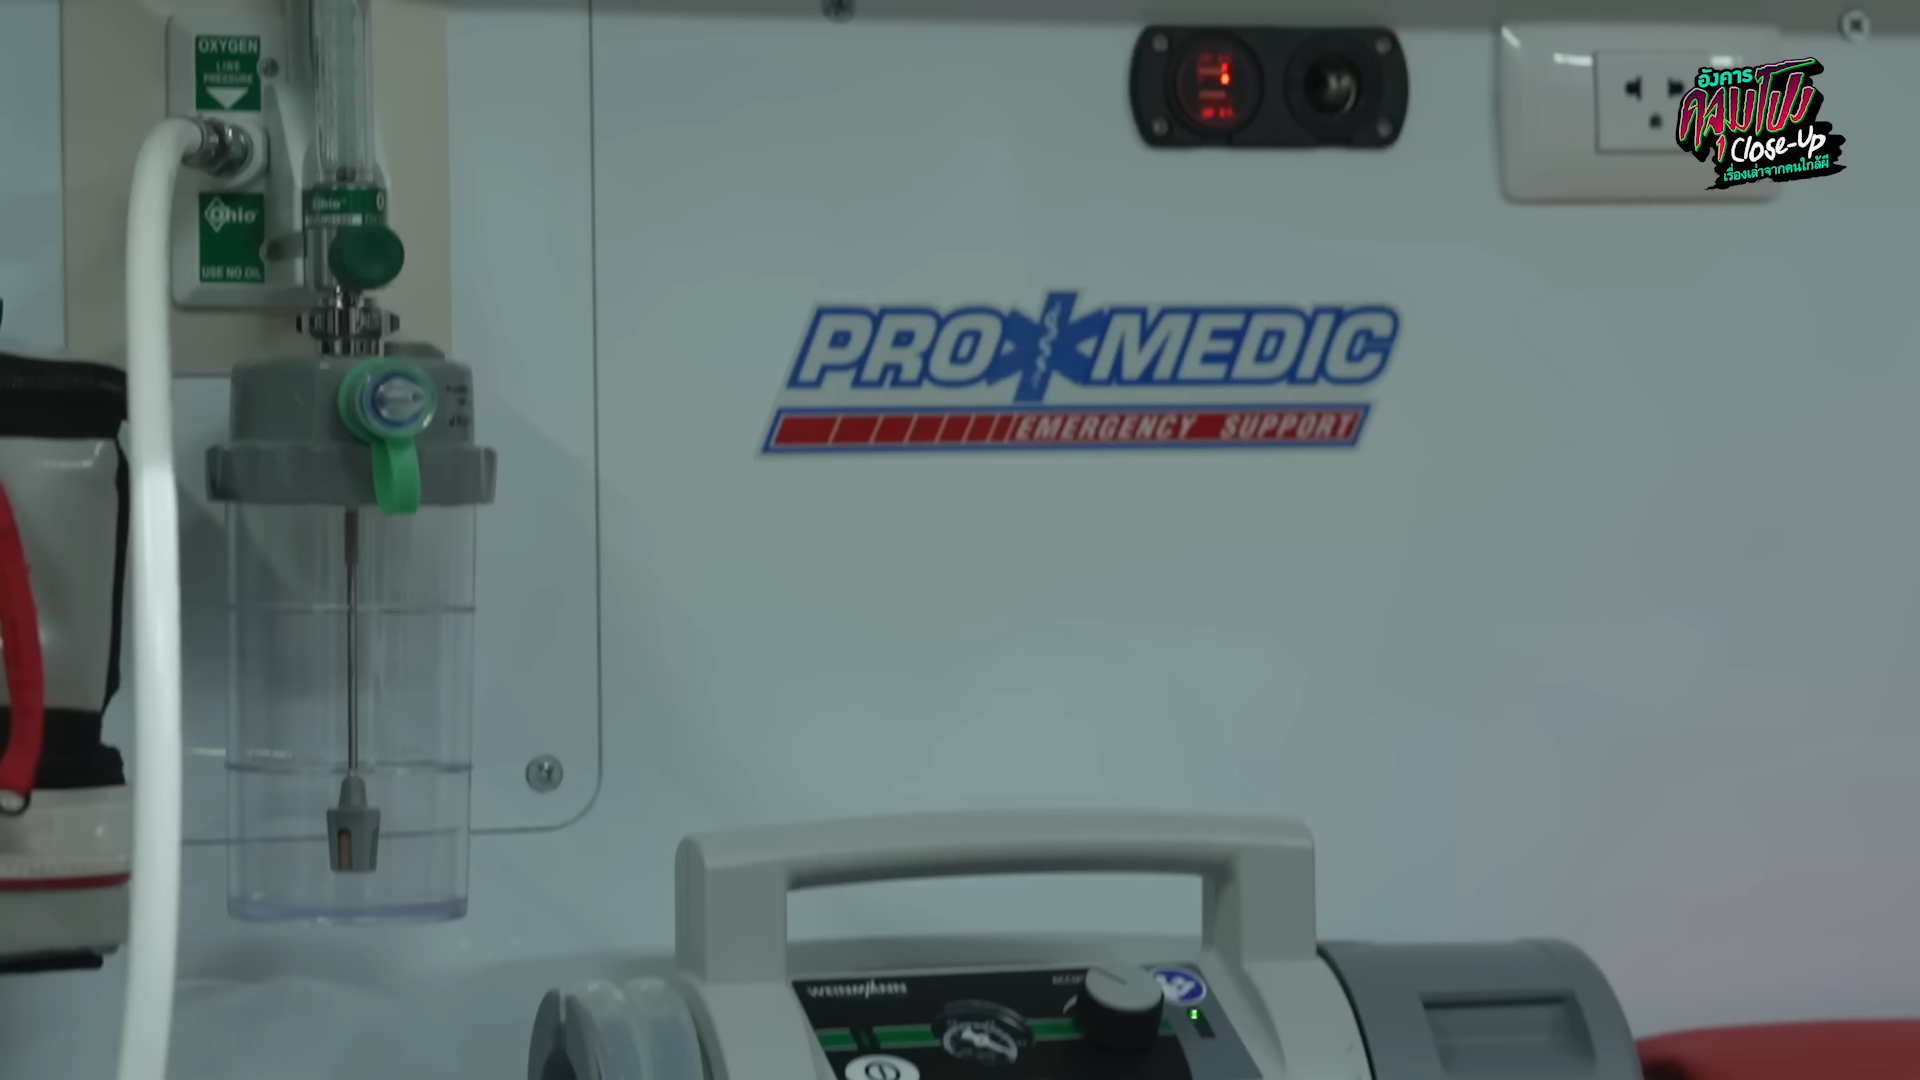 OXYGEN
LINE
PRESSURE
Ohio
USE NO OIL
Ohio
PRO MEDIC
EMERGENCY SUPPORT
อังคาร
คลุมโปง
Close-Up
เรื่องเล่าจากคนใกล้ผี
WEINMANN